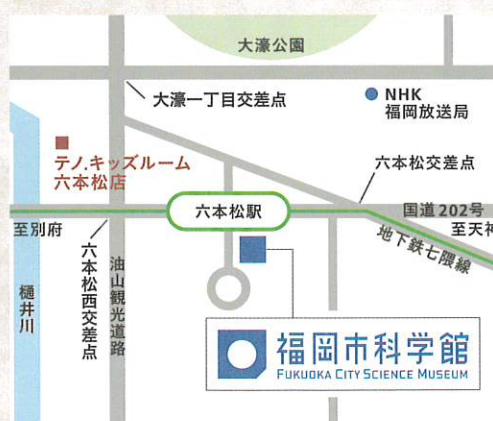 大濠公園
大濠一丁目交差点
NHK
福岡放送局
テノ.キッズルーム
六本松店
六本松交差点
六本松駅
国道202号
至別府
至天神
地下鉄七隈線
六本松西交差点
油山観光道路
樋井川
福岡市科学館
FUKUOKA CITY SCIENCE MUSEUM